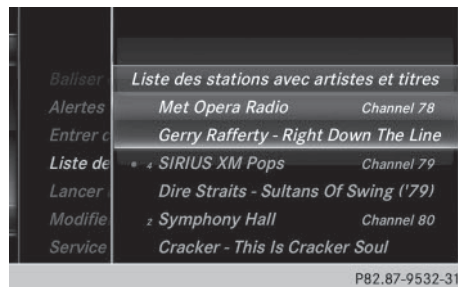 Baliser
Liste des stations avec artistes et titres
Alertes
Met Opera Radio Channel 78
Entrer
Gerry Rafferty - Right Down The Line
Liste de
4 SIRIUS XM Pops Channel 79
Lancer
Dire Straits - Sultans Of Swing ('79)
Modifie
2 Symphony Hall Channel 80
Service
Cracker - This Is Cracker Soul
P82.87-9532-31